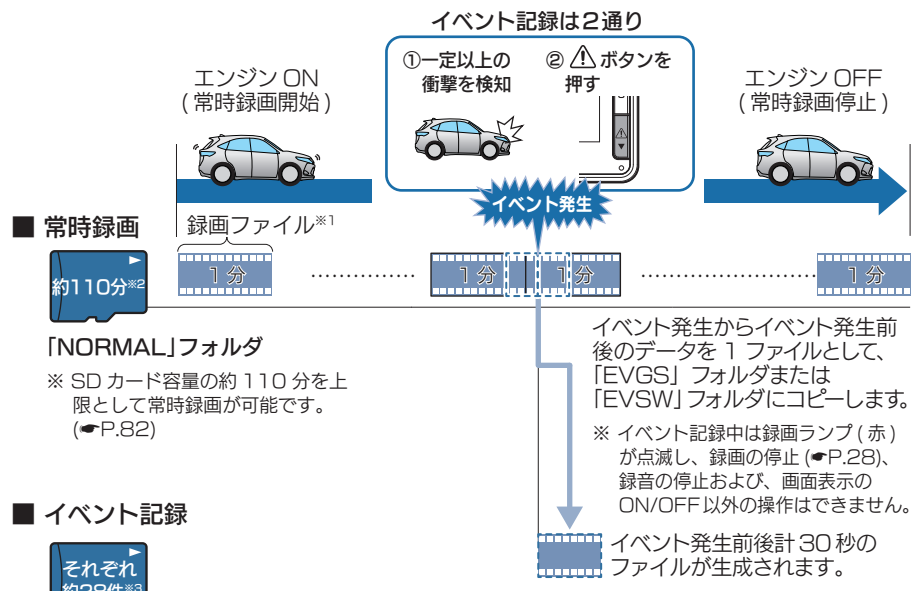 イベント記録は2通り
①一定以上の
衝撃を検知
② ⚠ ボタンを
押す
エンジン ON
( 常時録画開始 )
エンジン OFF
( 常時録画停止 )
イベント発生
■ 常時録画
録画ファイル※1
約110分※2
1 分
1 分
1 分
1 分
「NORMAL」フォルダ
※ SD カード容量の約 110 分を上
限として常時録画が可能です。
(☛P.82)
イベント発生からイベント発生前
後のデータを 1 ファイルとして、
「EVGS」フォルダまたは
「EVSW」フォルダにコピーします。
※ イベント記録中は録画ランプ ( 赤 )
が点滅し、録画の停止 (☛P.28)、
録音の停止および、画面表示の
ON/OFF 以外の操作はできません。
■ イベント記録
それぞれ
約28件※3
イベント発生前後計 30 秒の
ファイルが生成されます。